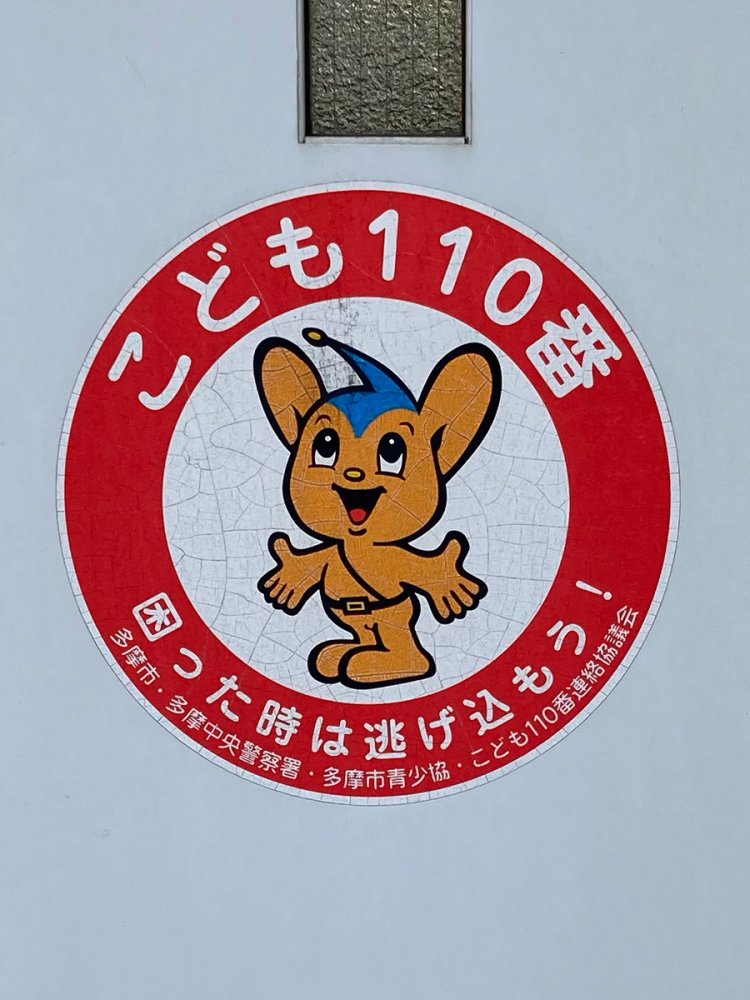 こども110番
困った時は逃げ込もう！
多摩市・多摩中央警察署・多摩市青少協・こども110番連絡協議会